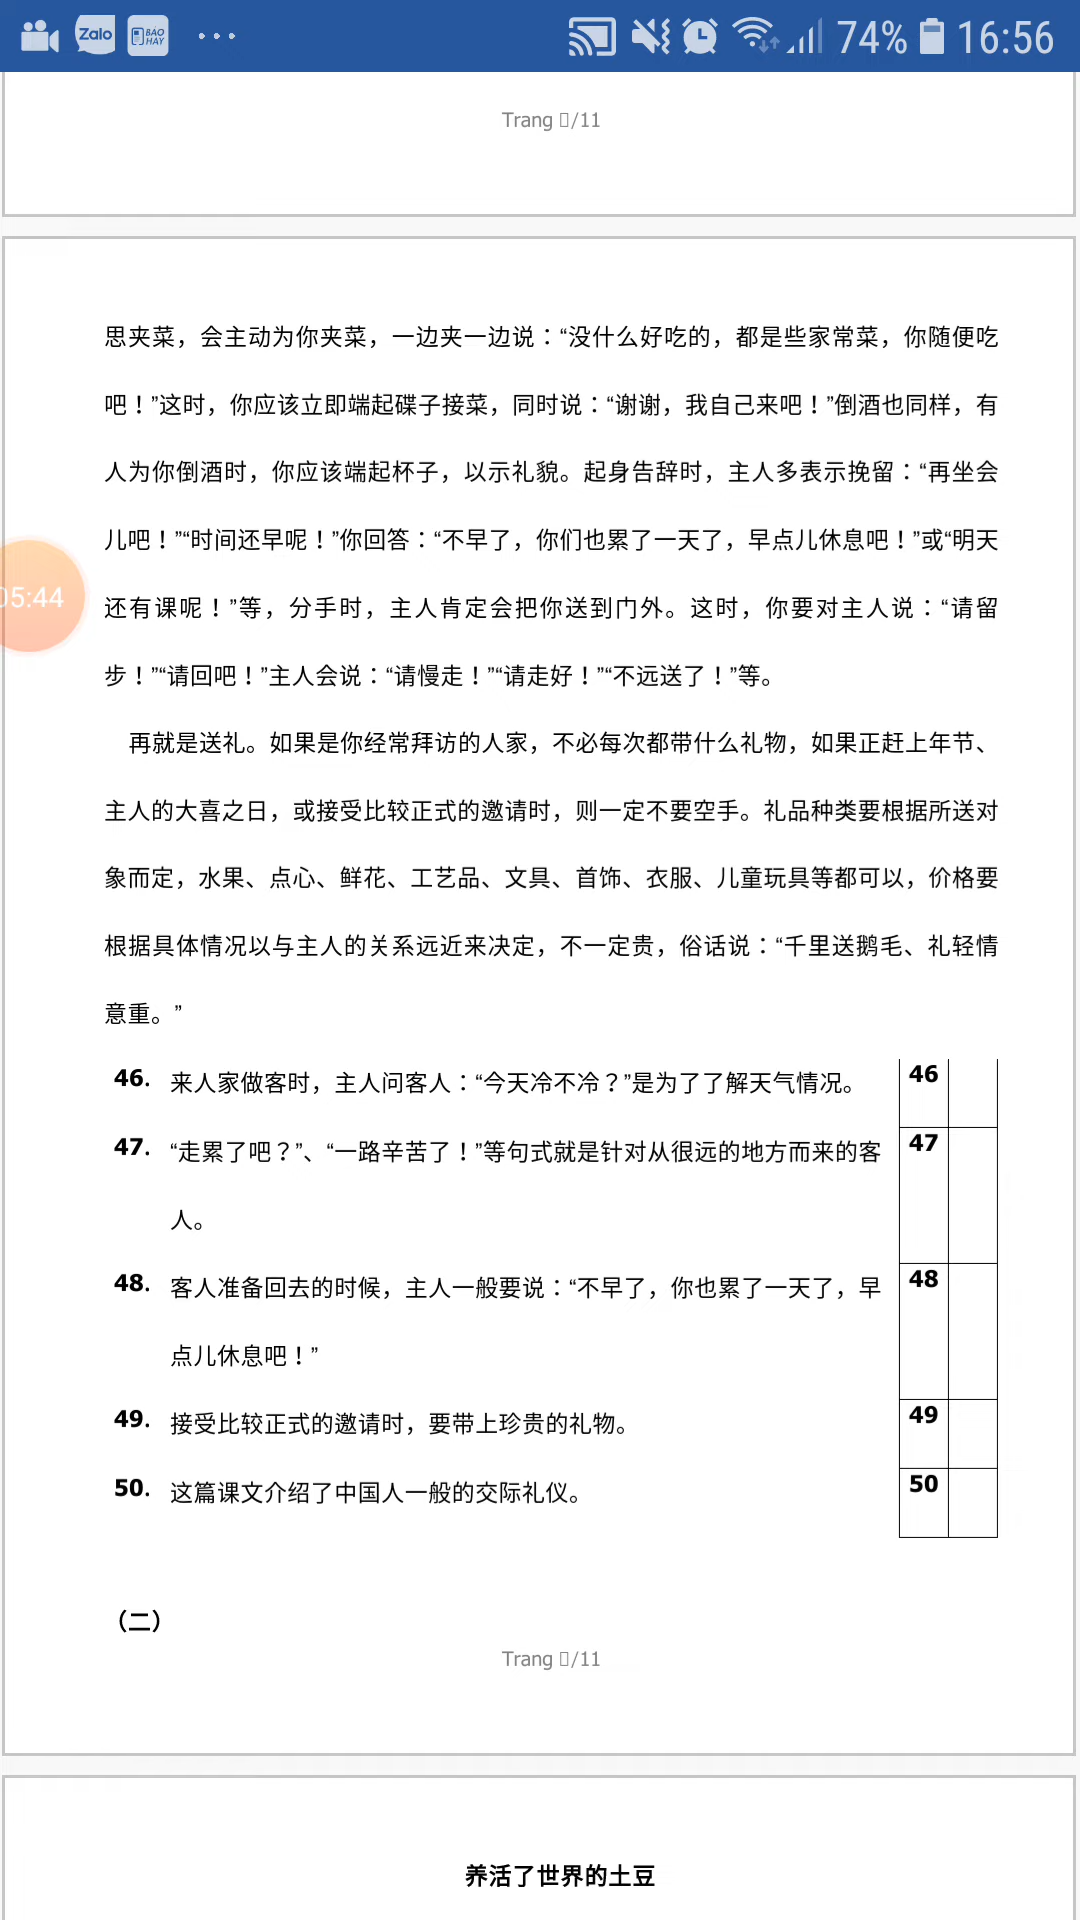 Zalo
BÁO
HAY
74%
16:56
Trang /11
思夹菜，会主动为你夹菜，一边夹一边说：“没什么好吃的，都是些家常菜，你随便吃
吧！”这时，你应该立即端起碟子接菜，同时说：“谢谢，我自己来吧！”倒酒也同样，有
人为你倒酒时，你应该端起杯子，以示礼貌。起身告辞时，主人多表示挽留：“再坐会
儿吧！”“时间还早呢！”你回答：“不早了，你们也累了一天了，早点儿休息吧！”或“明天
05:44
还有课呢！”等，分手时，主人肯定会把你送到门外。这时，你要对主人说：“请留
步！”“请回吧！”主人会说：“请慢走！”“请走好！”“不远送了！”等。
再就是送礼。如果是你经常拜访的人家，不必每次都带什么礼物，如果正赶上年节、
主人的大喜之日，或接受比较正式的邀请时，则一定不要空手。礼品种类要根据所送对
象而定，水果、点心、鲜花、工艺品、文具、首饰、衣服、儿童玩具等都可以，价格要
根据具体情况以与主人的关系远近来决定，不一定贵，俗话说：“千里送鹅毛、礼轻情
意重。”
46. 来人家做客时，主人问客人：“今天冷不冷？”是为了了解天气情况。 46
47. “走累了吧？”、“一路辛苦了！”等句式就是针对从很远的地方而来的客 47
人。
48. 客人准备回去的时候，主人一般要说：“不早了，你也累了一天了，早 48
点儿休息吧！”
49. 接受比较正式的邀请时，要带上珍贵的礼物。 49
50. 这篇课文介绍了中国人一般的交际礼仪。 50
（二）
Trang /11
养活了世界的土豆